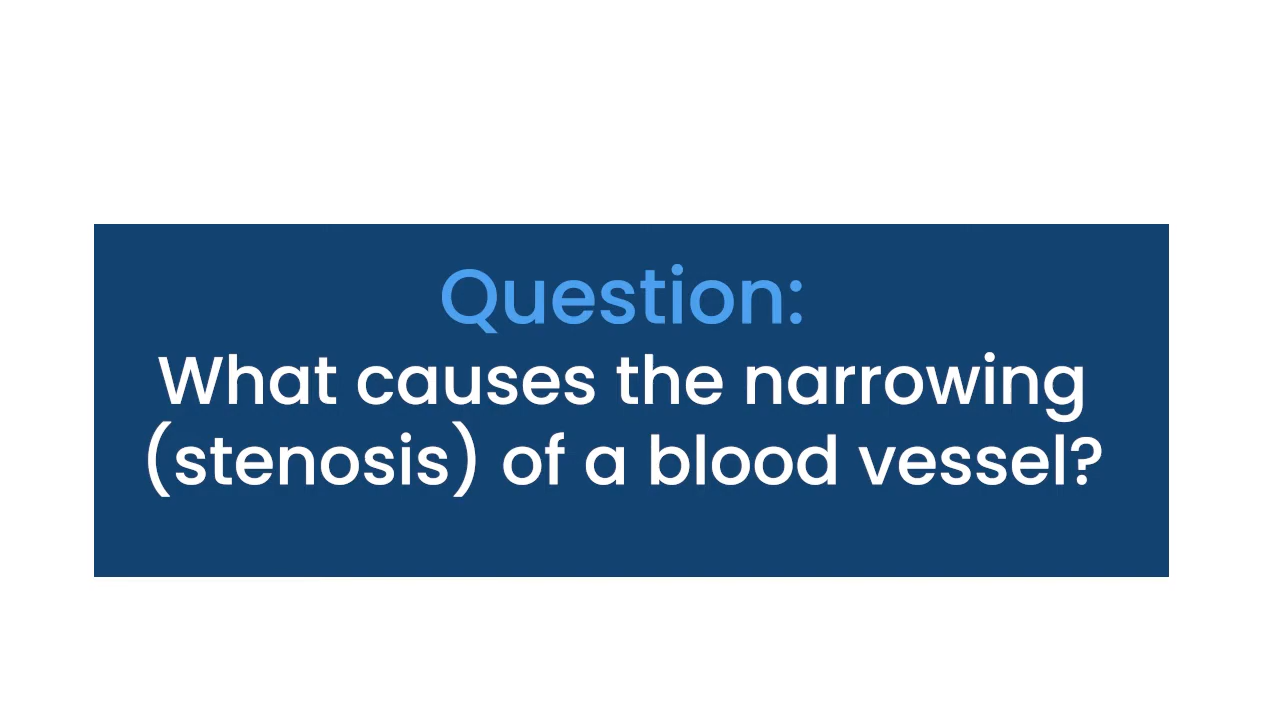 Question:
What causes the narrowing
(stenosis) of a blood vessel?